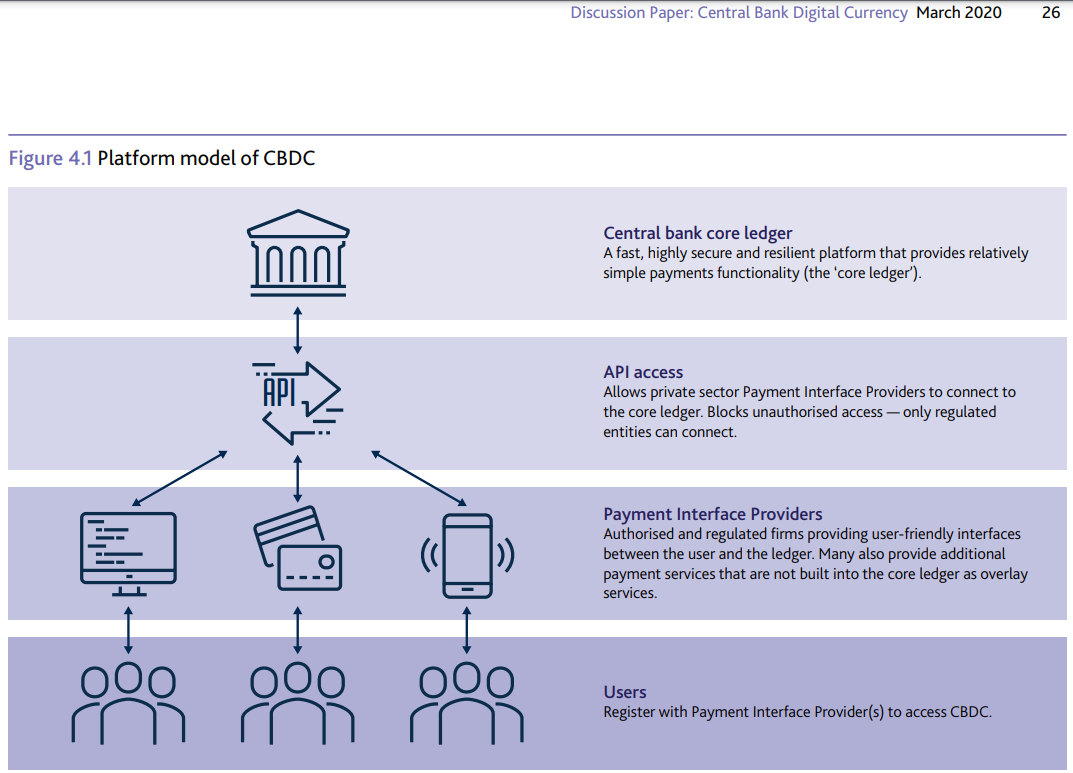 Discussion Paper: Central Bank Digital Currency March 2020 26
Figure 4.1 Platform model of CBDC
Central bank core ledger
A fast, highly secure and resilient platform that provides relatively
simple payments functionality (the ‘core ledger’).
API
API access
Allows private sector Payment Interface Providers to connect to
the core ledger. Blocks unauthorised access — only regulated
entities can connect.
Payment Interface Providers
Authorised and regulated firms providing user-friendly interfaces
between the user and the ledger. Many also provide additional
payment services that are not built into the core ledger as overlay
services.
Users
Register with Payment Interface Provider(s) to access CBDC.